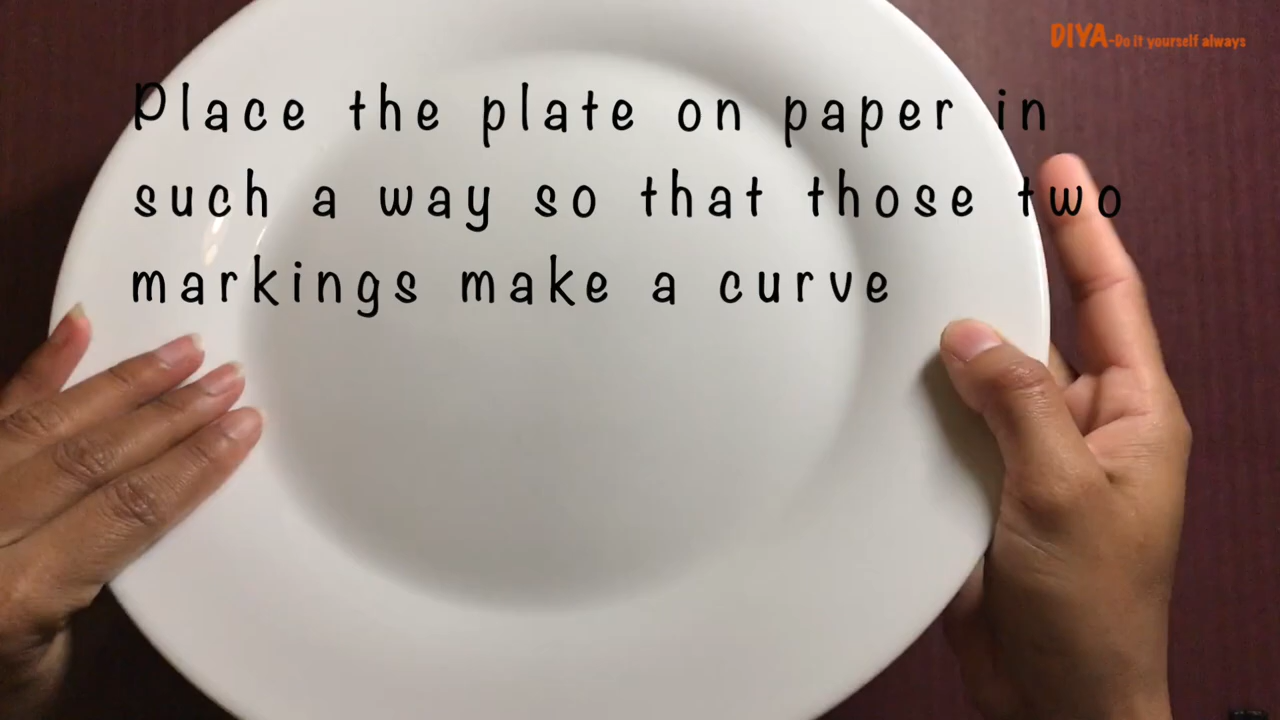 DIYA-Do it yourself always
Place the plate on paper in
such a way so that those two
markings make a curve